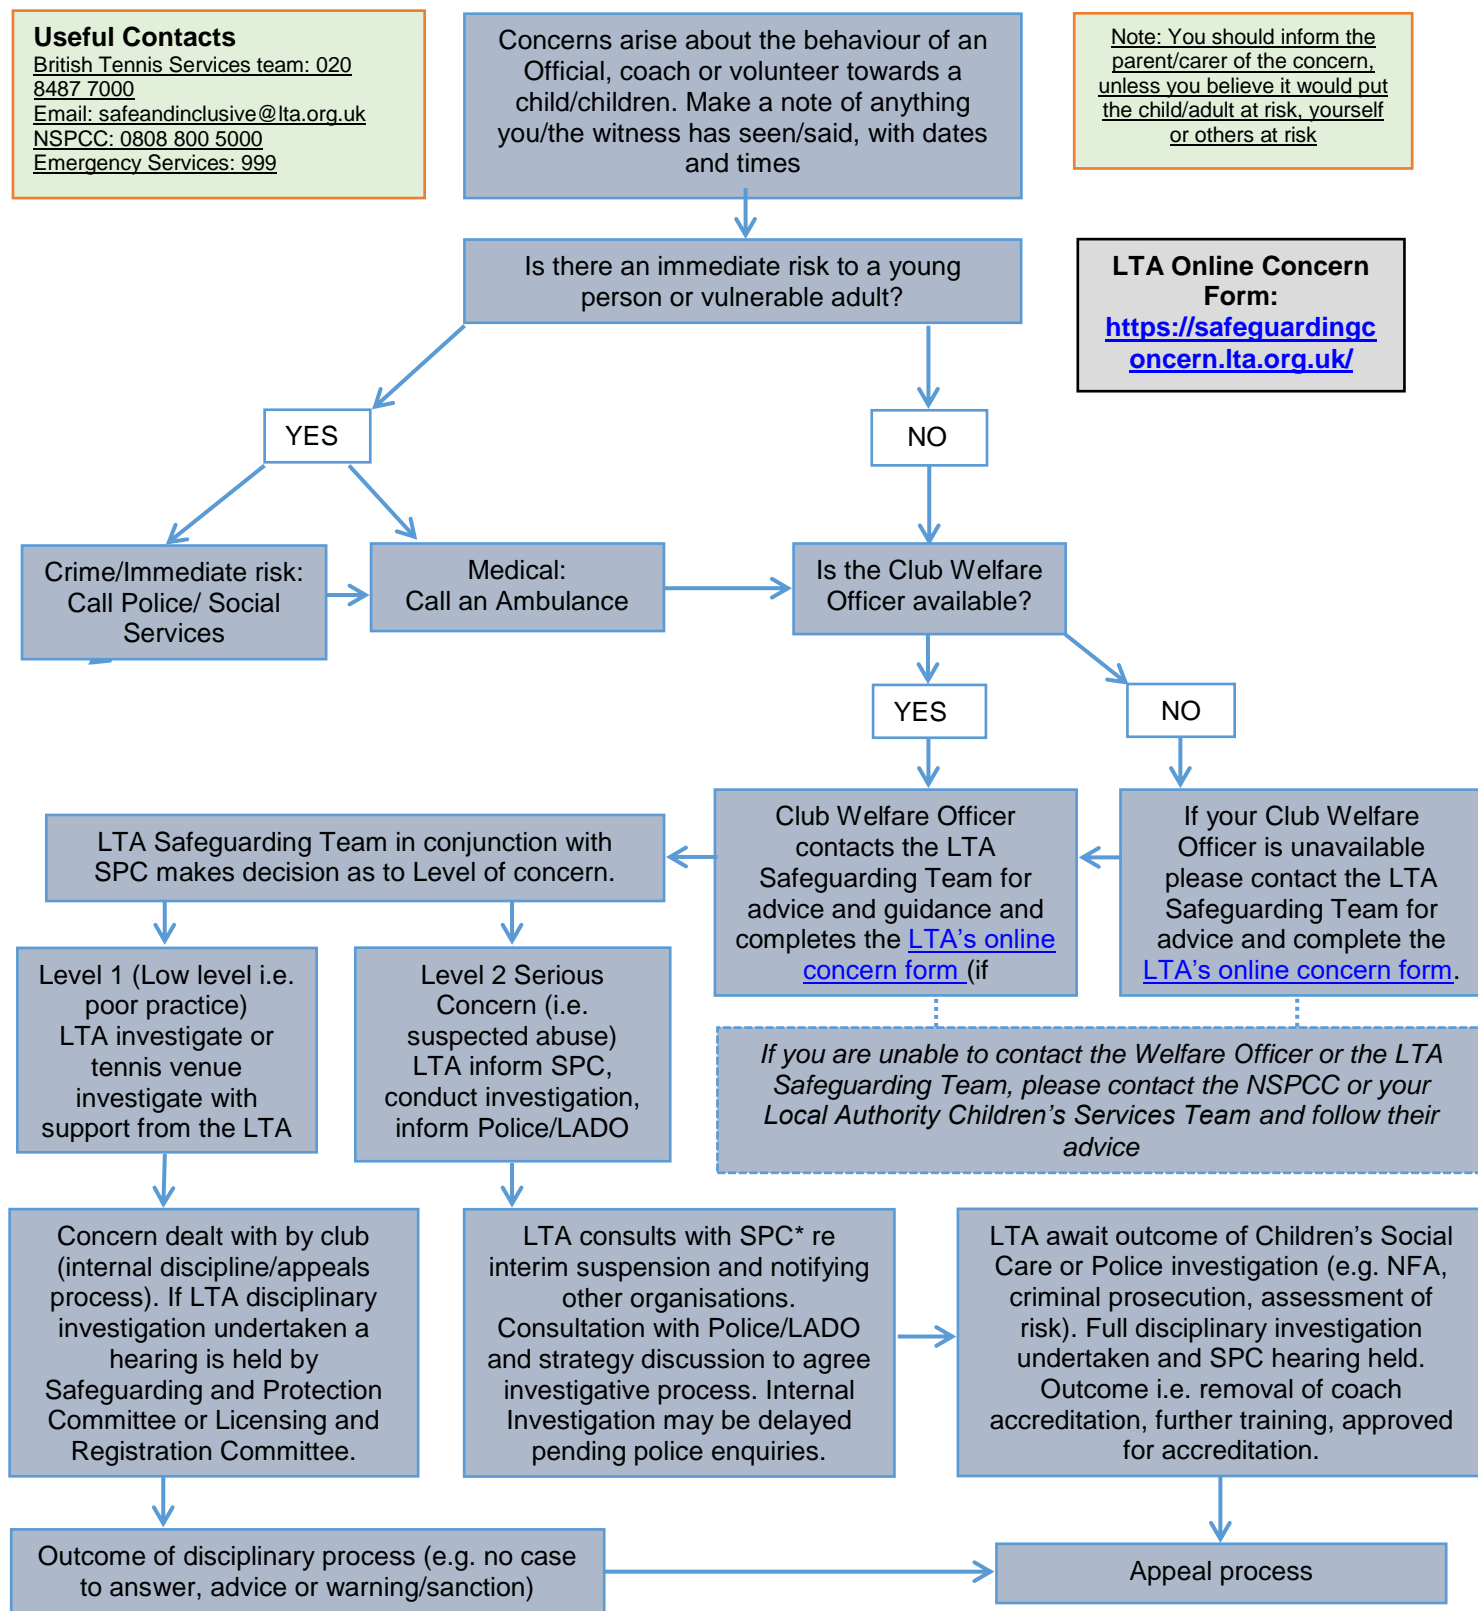 Useful Contacts
British Tennis Services team: 020
8487 7000
Email: safeandinclusive@lta.org.uk
NSPCC: 0808 800 5000
Emergency Services: 999
Concerns arise about the behaviour of an
Official, coach or volunteer towards a
child/children. Make a note of anything
you/the witness has seen/said, with dates
and times
Note: You should inform the
parent/carer of the concern,
unless you believe it would put
the child/adult at risk, yourself
or others at risk
Is there an immediate risk to a young
person or vulnerable adult?
LTA Online Concern
Form:
https://safeguardingc
oncern.lta.org.uk/
YES
NO
Crime/Immediate risk:
Call Police/ Social
Services
Medical:
Call an Ambulance
Is the Club Welfare
Officer available?
YES
NO
Club Welfare Officer
contacts the LTA
Safeguarding Team for
advice and guidance and
completes the LTA's online
concern form (if
If your Club Welfare
Officer is unavailable
please contact the LTA
Safeguarding Team for
advice and complete the
LTA's online concern form.
LTA Safeguarding Team in conjunction with
SPC makes decision as to Level of concern.
Level 1 (Low level i.e.
poor practice)
LTA investigate or
tennis venue
investigate with
support from the LTA
Level 2 Serious
Concern (i.e.
suspected abuse)
LTA inform SPC,
conduct investigation,
inform Police/LADO
If you are unable to contact the Welfare Officer or the LTA
Safeguarding Team, please contact the NSPCC or your
Local Authority Children's Services Team and follow their
advice
Concern dealt with by club
(internal discipline/appeals
process). If LTA disciplinary
investigation undertaken a
hearing is held by
Safeguarding and Protection
Committee or Licensing and
Registration Committee.
LTA consults with SPC* re
interim suspension and notifying
other organisations.
Consultation with Police/LADO
and strategy discussion to agree
investigative process. Internal
Investigation may be delayed
pending police enquiries.
LTA await outcome of Children's Social
Care or Police investigation (e.g. NFA,
criminal prosecution, assessment of
risk). Full disciplinary investigation
undertaken and SPC hearing held.
Outcome i.e. removal of coach
accreditation, further training, approved
for accreditation.
Outcome of disciplinary process (e.g. no case
to answer, advice or warning/sanction)
Appeal process